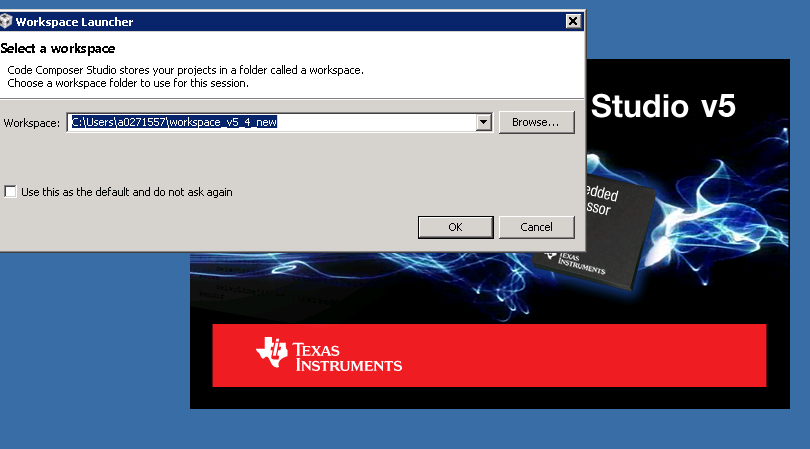 Workspace Launcher
Select a workspace
Code Composer Studio stores your projects in a folder called a workspace.
Choose a workspace folder to use for this session.
Workspace:
C:\Users\a0271557\workspace_v5_4_new
Browse...
Use this as the default and do not ask again
OK
Cancel
Studio v5
TEXAS
INSTRUMENTS
TEXAS
INSTRUMENTS